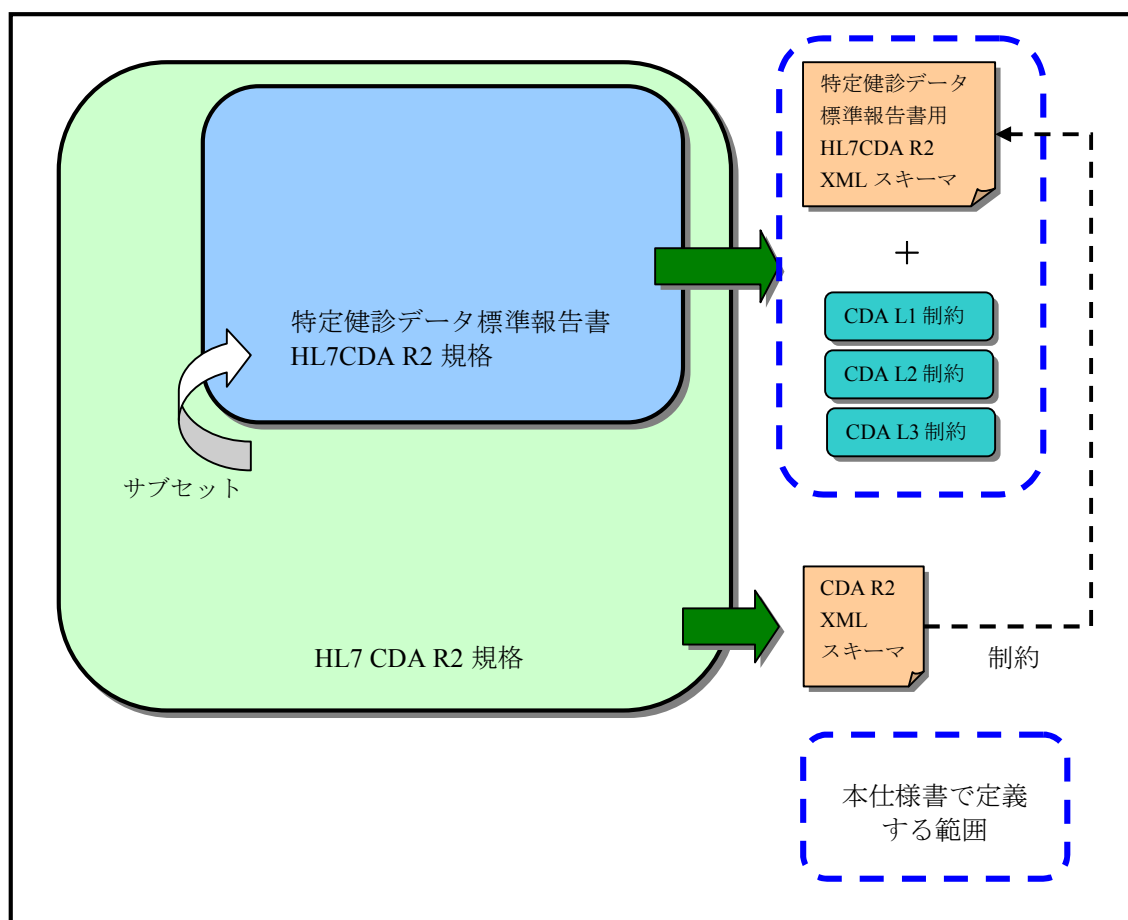 特定健診データ
標準報告書用
HL7CDA R2
XML スキーマ
+
CDA L1 制約
CDA L2 制約
CDA L3 制約
特定健診データ標準報告書
HL7CDA R2 規格
サブセット
HL7 CDA R2 規格
CDA R2
XML
スキーマ
制約
本仕様書で定義
する範囲